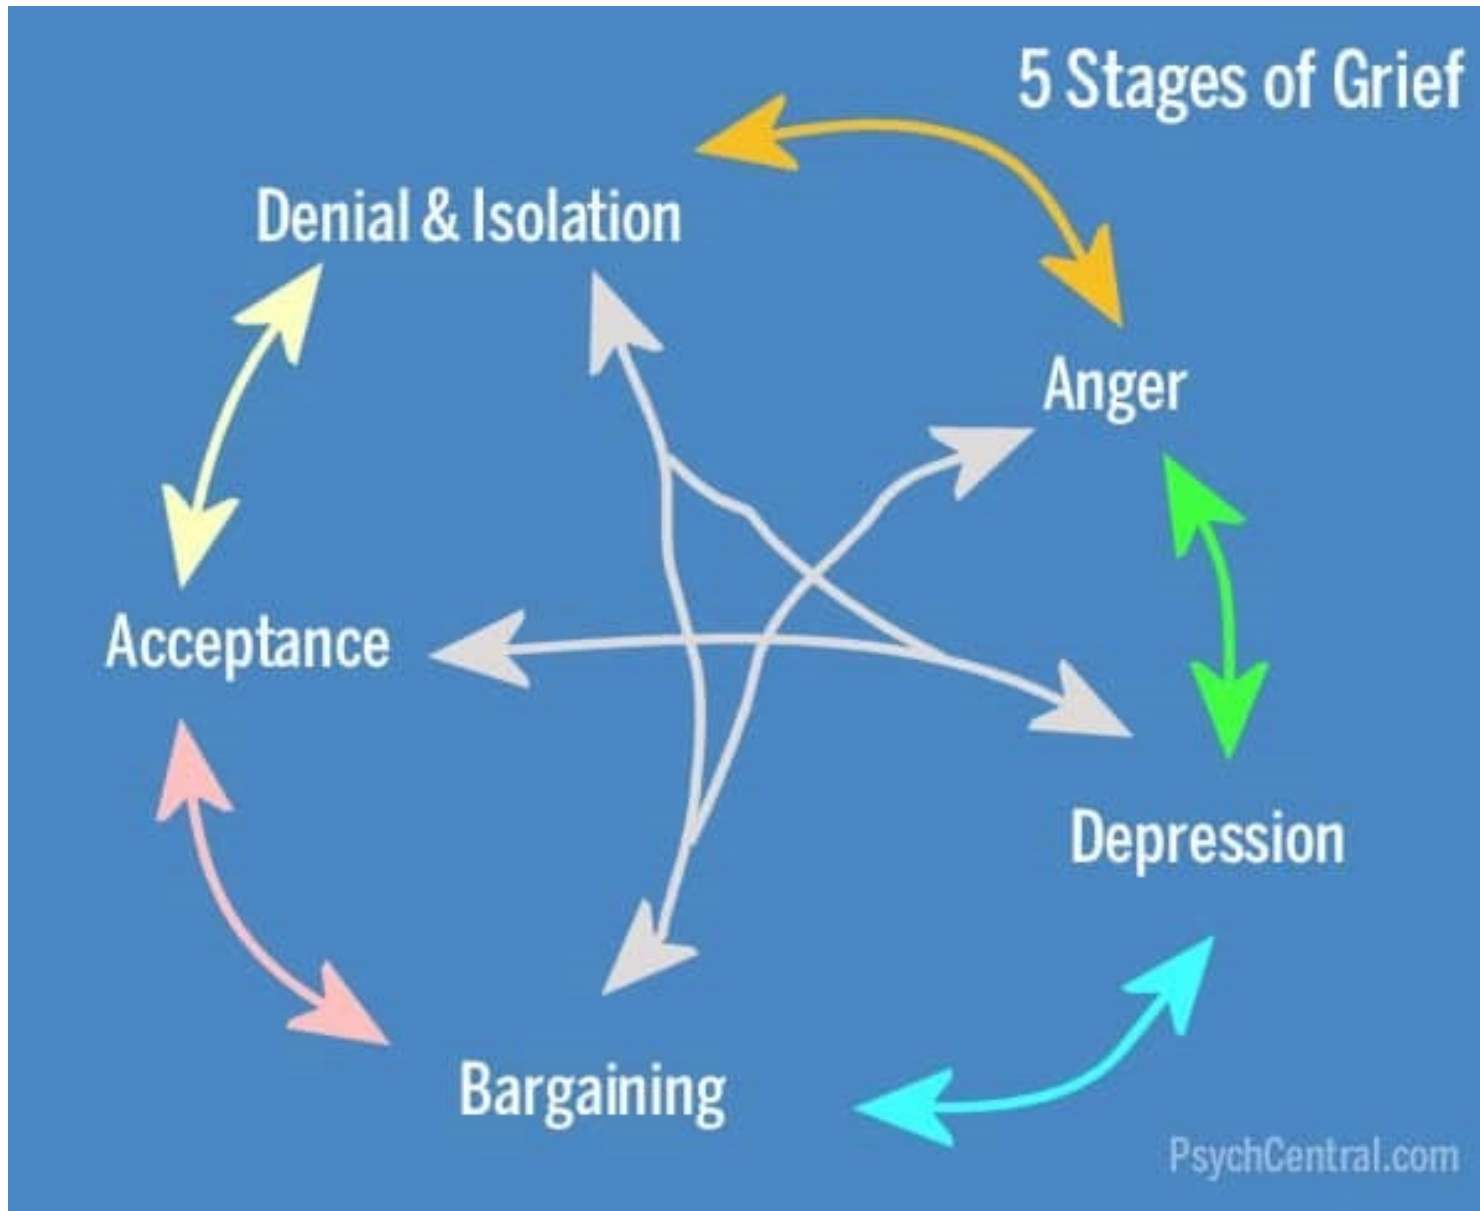 5 Stages of Grief
Denial & Isolation
Anger
Acceptance
Depression
Bargaining
PsychCentral.com